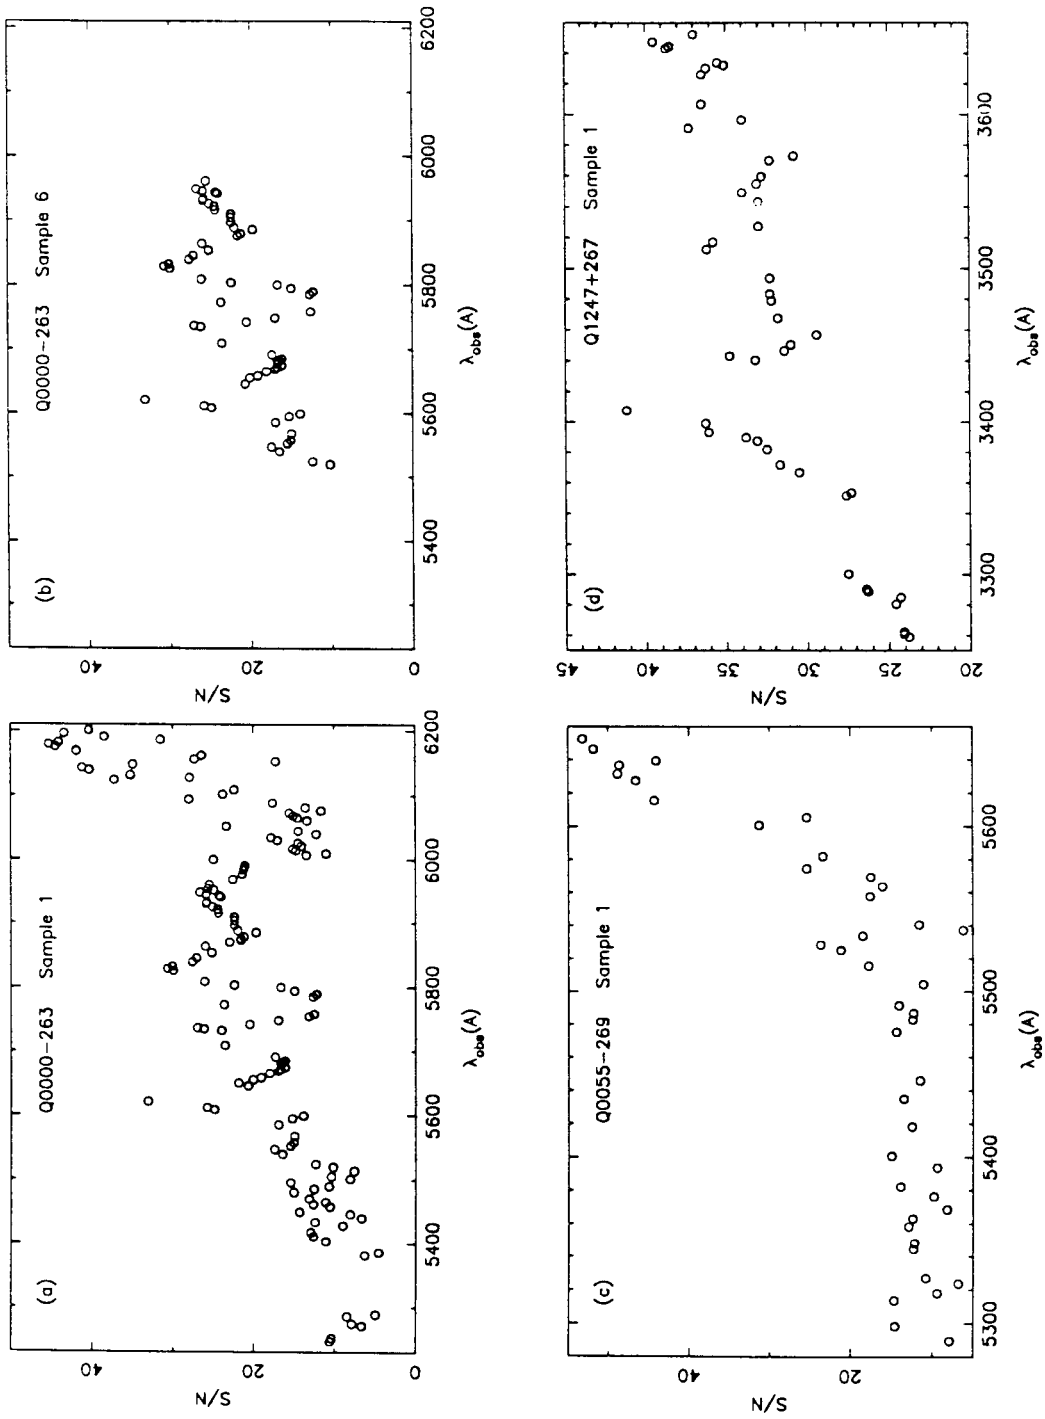 (a)
Q0000−263 Sample 1
S/N
40
20
0
5400
5600
5800
6000
6200
λobs(A)
(b)
Q0000−263 Sample 6
S/N
40
20
0
5400
5600
5800
6000
6200
λobs(A)
(c)
Q0055−269 Sample 1
S/N
40
20
5300
5400
5500
5600
λobs(A)
(d)
Q1247+267 Sample 1
S/N
45
40
35
30
25
20
3300
3400
3500
3600
λobs(A)